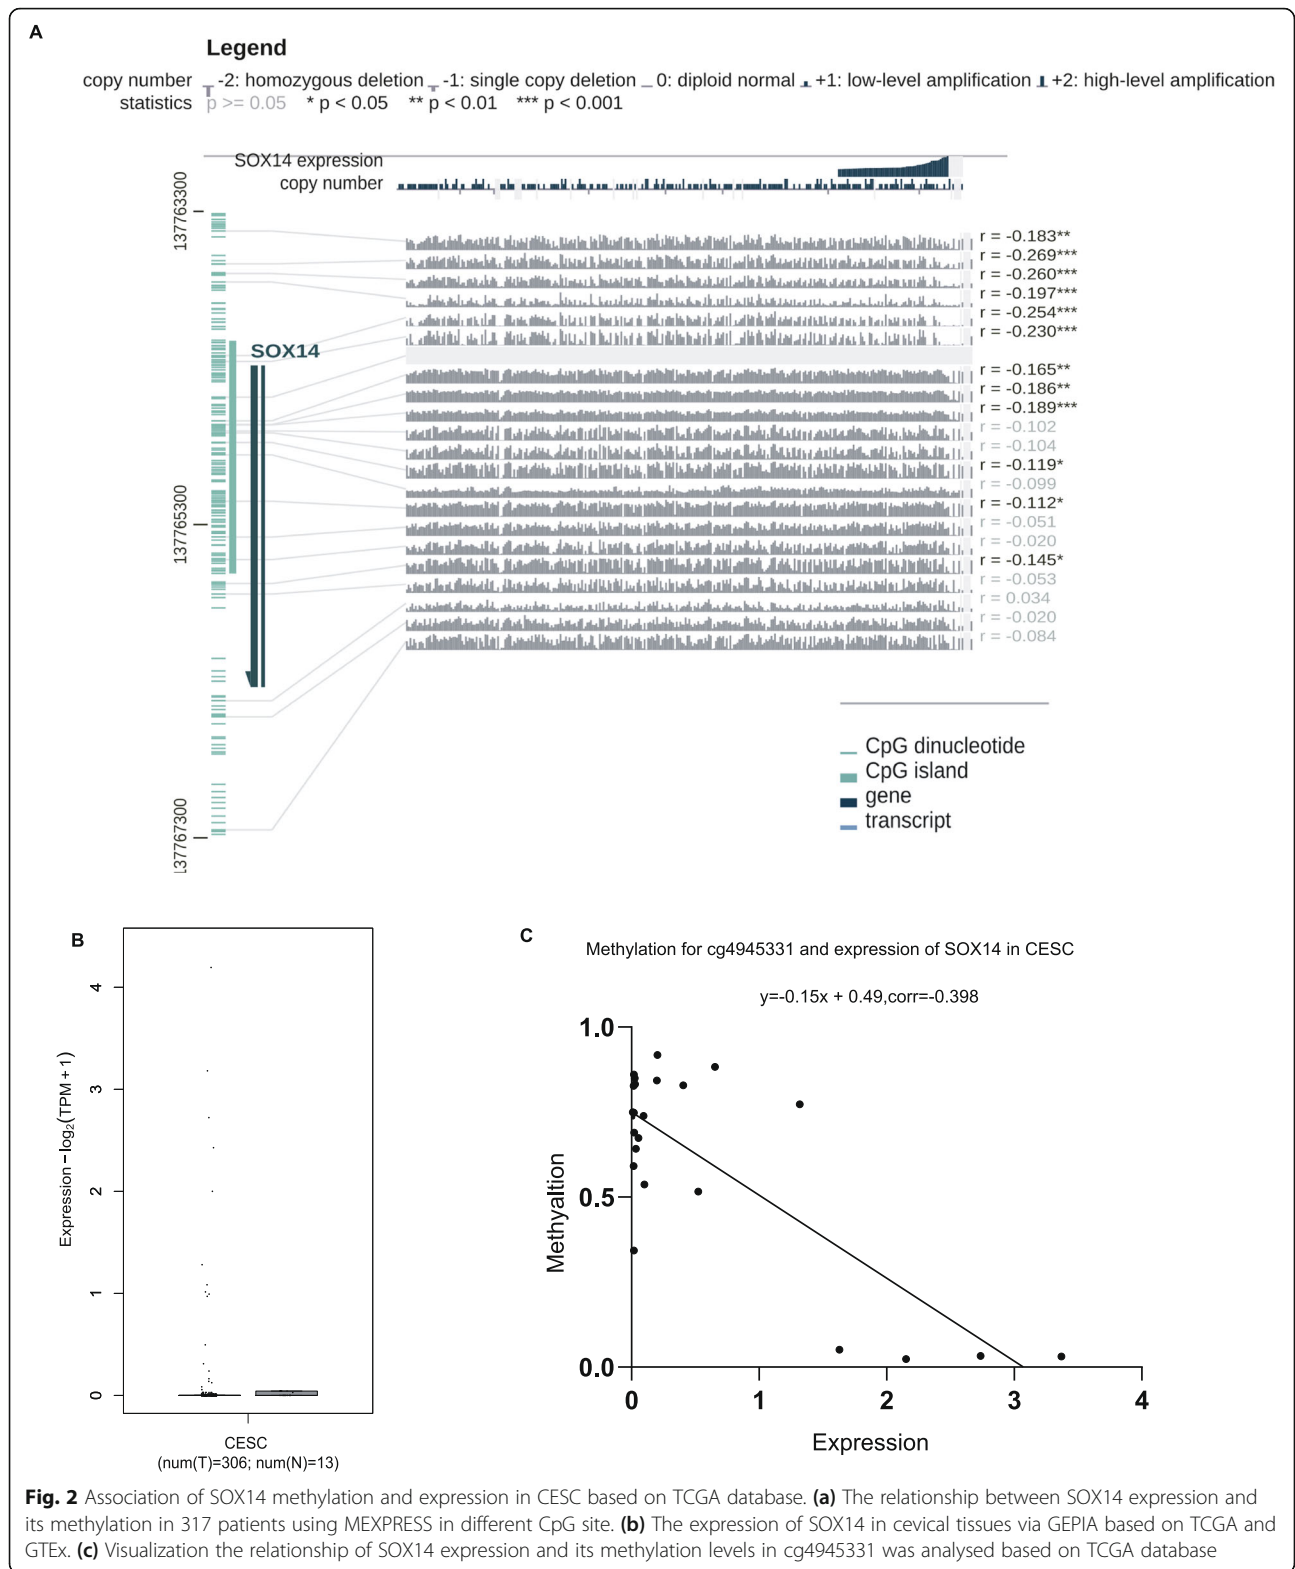 A
Legend
copy number -2: homozygous deletion -1: single copy deletion 0: diploid normal +1: low-level amplification +2: high-level amplification
statistics p >= 0.05 * p < 0.05 ** p < 0.01 *** p < 0.001
SOX14 expression
copy number
137763300
r = -0.183**
r = -0.269***
r = -0.260***
r = -0.197***
r = -0.254***
r = -0.230***
SOX14
r = -0.165**
r = -0.186**
r = -0.189***
r = -0.102
r = -0.104
r = -0.119*
r = -0.099
r = -0.112*
137765300
r = -0.051
r = -0.020
r = -0.145*
r = -0.053
r = 0.034
r = -0.020
r = -0.084
CpG dinucleotide
CpG island
gene
transcript
137767300
B
Expression – log2(TPM + 1)
4
3
2
1
0
CESC
(num(T)=306; num(N)=13)
C
Methylation for cg4945331 and expression of SOX14 in CESC
y=-0.15x + 0.49,corr=-0.398
Methyaltion
1.0
0.5
0.0
0 1 2 3 4
Expression
Fig. 2 Association of SOX14 methylation and expression in CESC based on TCGA database. (a) The relationship between SOX14 expression and
its methylation in 317 patients using MEXPRESS in different CpG site. (b) The expression of SOX14 in cevical tissues via GEPIA based on TCGA and
GTEx. (c) Visualization the relationship of SOX14 expression and its methylation levels in cg4945331 was analysed based on TCGA database